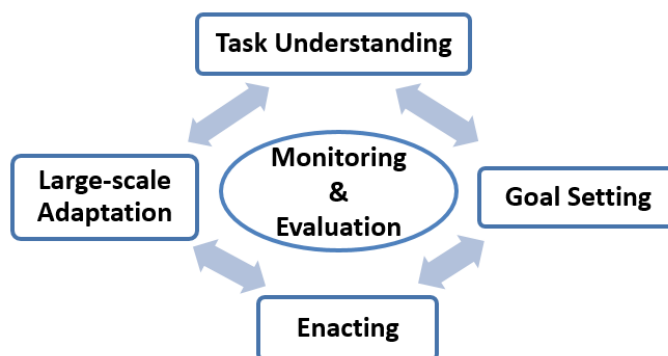 Task Understanding
Large-scale
Adaptation
Monitoring
&
Evaluation
Goal Setting
Enacting